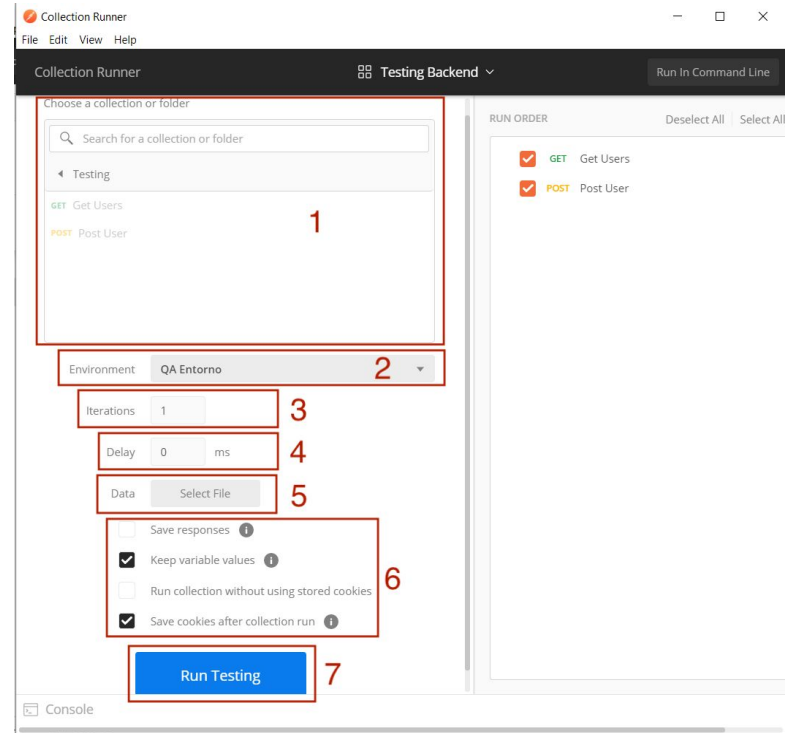 Collection Runner
File Edit View Help
Collection Runner
Testing Backend
Run In Command Line
Choose a collection or folder
Search for a collection or folder
Testing
GET Get Users
POST Post User
1
Environment QA Entorno 2
Iterations 1 3
Delay 0 ms 4
Data Select File 5
Save responses
Keep variable values
Run collection without using stored cookies
Save cookies after collection run
6
Run Testing 7
RUN ORDER Deselect All Select All
GET Get Users
POST Post User
Console